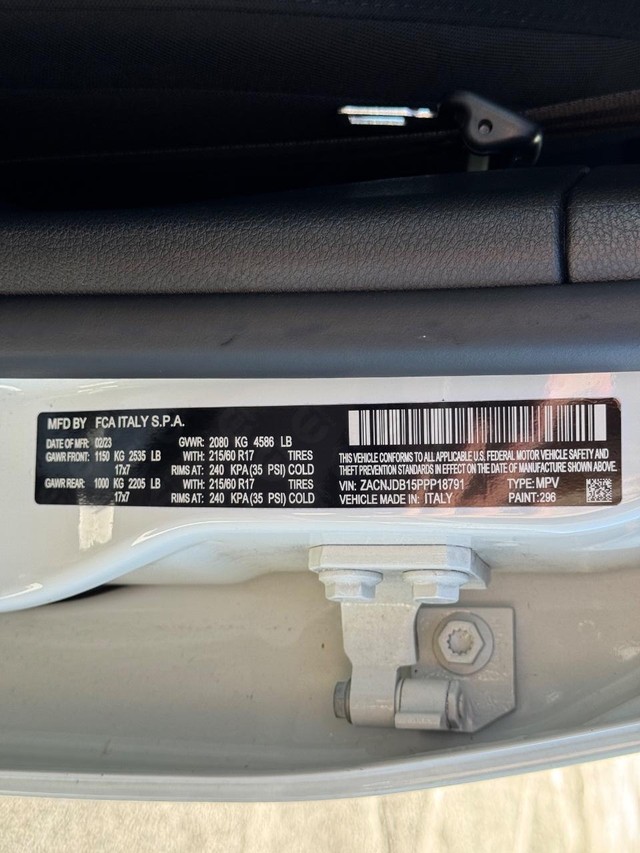 MFD BY FCA ITALY S.P.A.
DATE OF MFR: 02/23 GVWR: 2080 KG 4586 LB
GAWR FRONT: 1150 KG 2535 LB WITH: 215/60 R17 TIRES
17x7 RIMS AT: 240 KPA(35 PSI) COLD
GAWR REAR: 1000 KG 2205 LB WITH: 215/60 R17 TIRES
17x7 RIMS AT: 240 KPA(35 PSI) COLD
THIS VEHICLE CONFORMS TO ALL APPLICABLE U.S. FEDERAL MOTOR VEHICLE SAFETY AND
THEFT PREVENTION STANDARDS IN EFFECT ON THE DATE OF MANUFACTURE SHOWN ABOVE.
VIN: ZACNJDB15PPP18791 TYPE: MPV
VEHICLE MADE IN: ITALY PAINT: 296